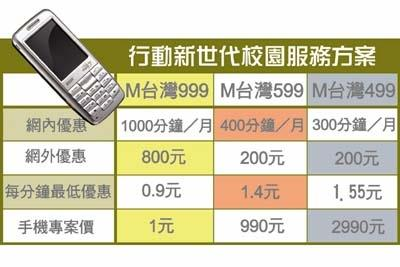 行動新世代校園服務方案
M台灣999 M台灣599 M台灣499
網內優惠 1000分鐘／月 400分鐘／月 300分鐘／月
網外優惠 800元 200元 200元
每分鐘最低優惠 0.9元 1.4元 1.55元
手機專案價 1元 990元 2990元